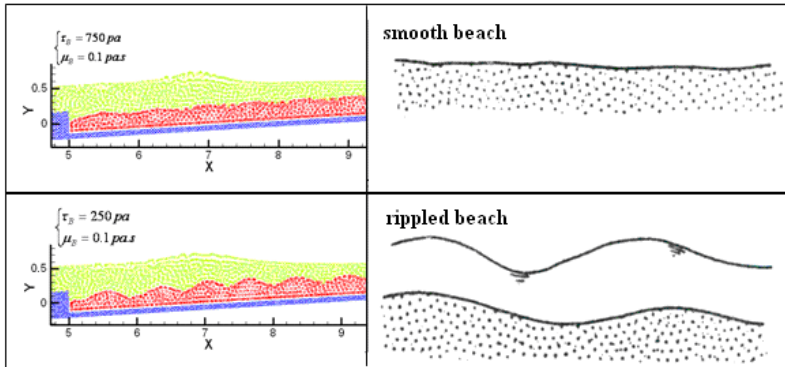 τB = 750 pa
μB = 0.1 pa.s
smooth beach
0.5
0
Y
5 6 7 8 9
X
τB = 250 pa
μB = 0.1 pa.s
rippled beach
0.5
0
Y
5 6 7 8 9
X